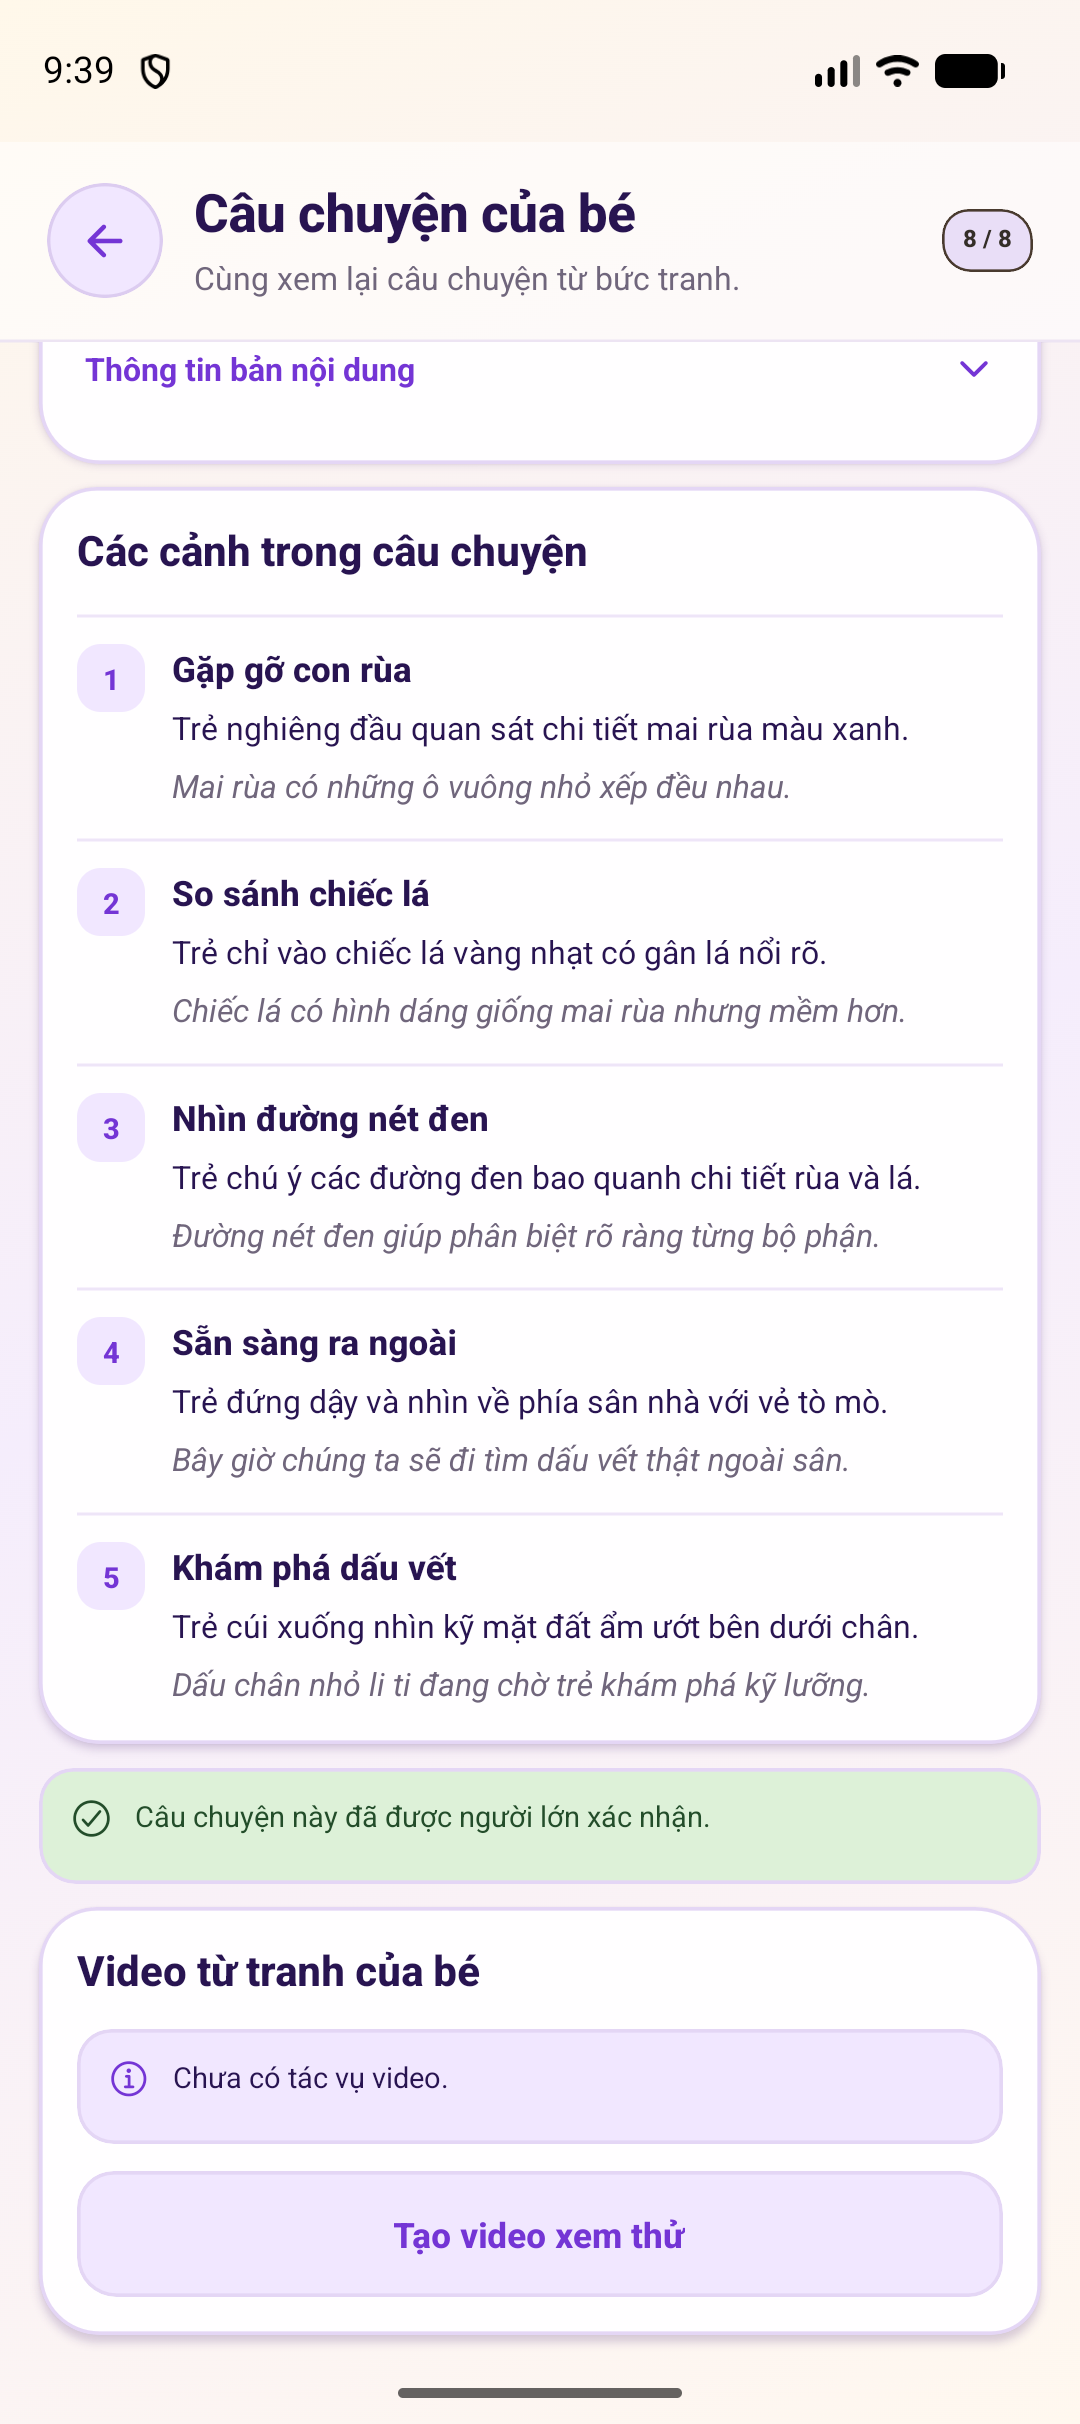 9:39
Câu chuyện của bé
Cùng xem lại câu chuyện từ bức tranh.
8 / 8
Thông tin bản nội dung
Các cảnh trong câu chuyện
1
Gặp gỡ con rùa
Trẻ nghiêng đầu quan sát chi tiết mai rùa màu xanh.
Mai rùa có những ô vuông nhỏ xếp đều nhau.
2
So sánh chiếc lá
Trẻ chỉ vào chiếc lá vàng nhạt có gân lá nổi rõ.
Chiếc lá có hình dáng giống mai rùa nhưng mềm hơn.
3
Nhìn đường nét đen
Trẻ chú ý các đường đen bao quanh chi tiết rùa và lá.
Đường nét đen giúp phân biệt rõ ràng từng bộ phận.
4
Sẵn sàng ra ngoài
Trẻ đứng dậy và nhìn về phía sân nhà với vẻ tò mò.
Bây giờ chúng ta sẽ đi tìm dấu vết thật ngoài sân.
5
Khám phá dấu vết
Trẻ cúi xuống nhìn kỹ mặt đất ẩm ướt bên dưới chân.
Dấu chân nhỏ li ti đang chờ trẻ khám phá kỹ lưỡng.
Câu chuyện này đã được người lớn xác nhận.
Video từ tranh của bé
Chưa có tác vụ video.
Tạo video xem thử